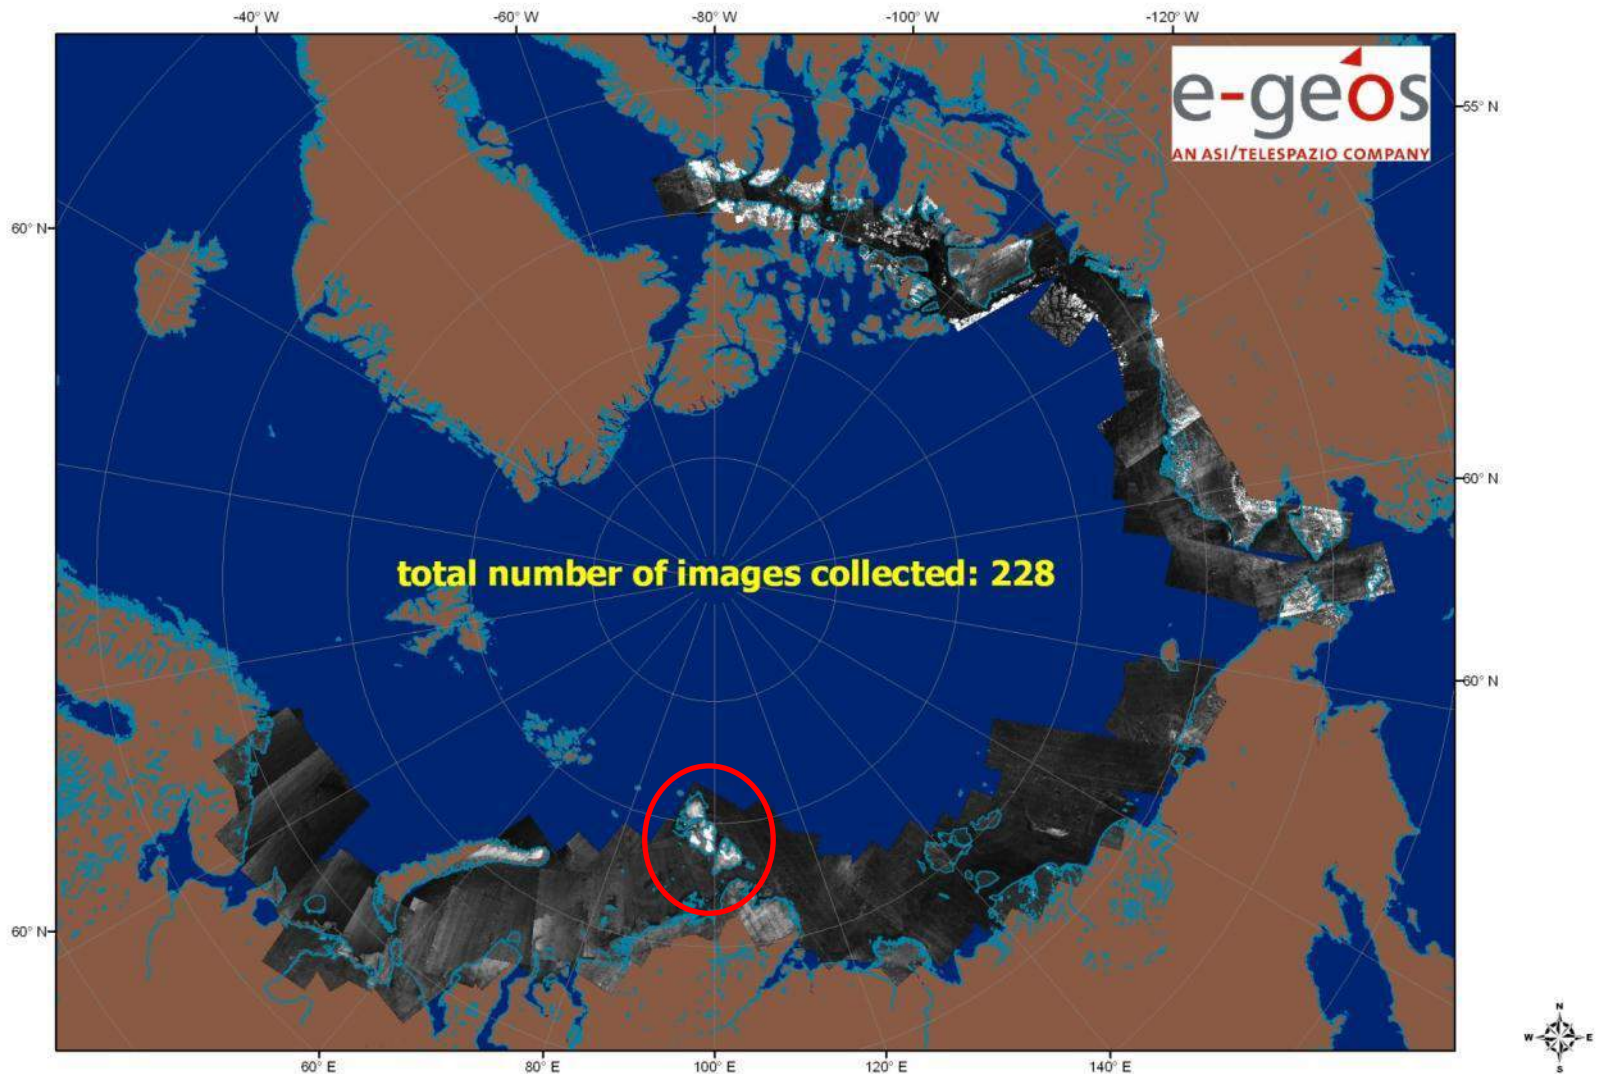 -40° W -60° W -80° W -100° W -120° W
e-geos
AN ASI/TELESPAZIO COMPANY
55° N
60° N
60° N
total number of images collected: 228
60° N
60° N
60° E 80° E 100° E 120° E 140° E
N
W E
S